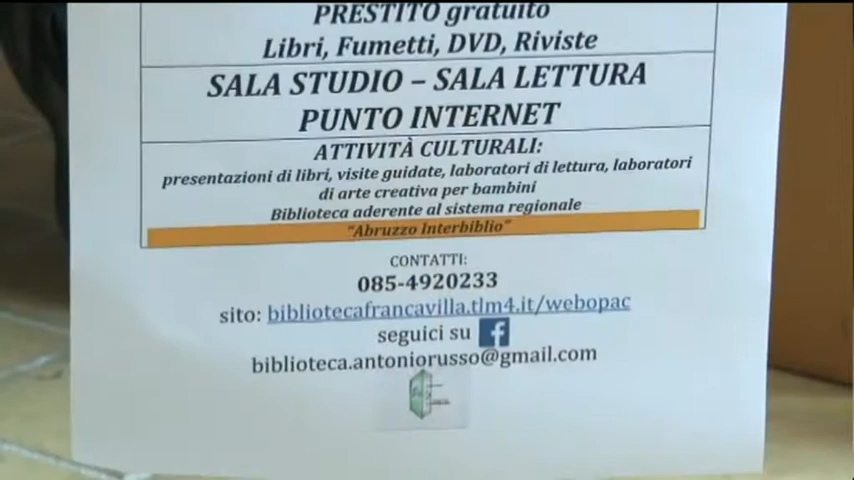 PRESTITO gratuito
Libri, Fumetti, DVD, Riviste
SALA STUDIO – SALA LETTURA
PUNTO INTERNET
ATTIVITÀ CULTURALI:
presentazioni di libri, visite guidate, laboratori di lettura, laboratori
di arte creativa per bambini
Biblioteca aderente al sistema regionale
"Abruzzo Interbiblio"
CONTATTI:
085-4920233
sito: bibliotecafrancavilla.tlm4.it/webopac
seguici su f
biblioteca.antoniorusso@gmail.com